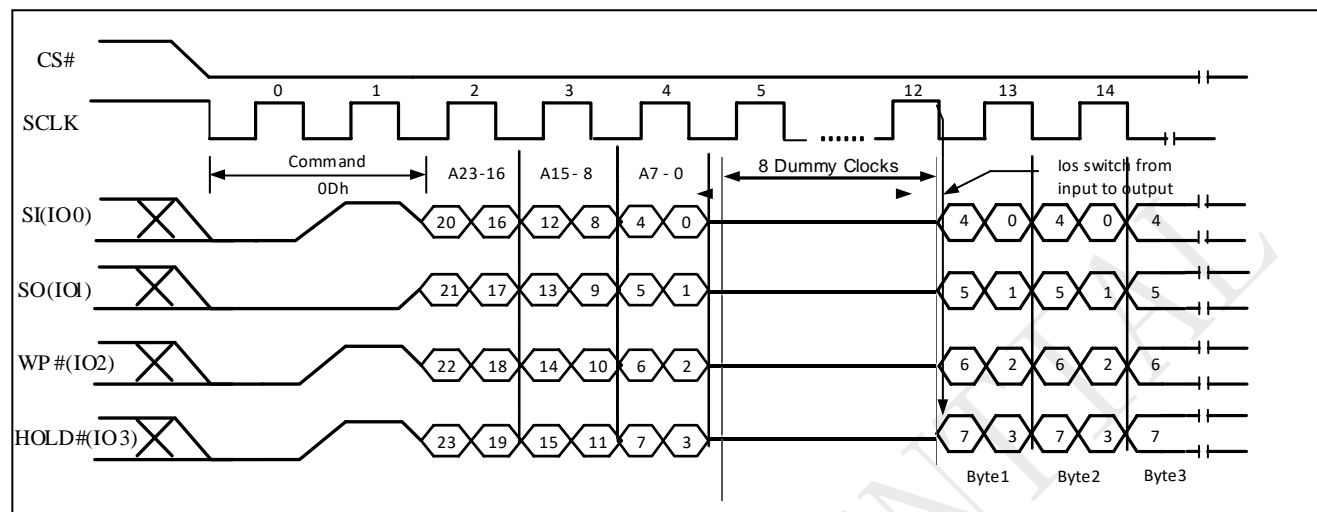 CS#
0 1 2 3 4 5 12 13 14
SCLK
Command
0Dh
A23-16 A15-8 A7-0
8 Dummy Clocks
Ios switch from
input to output
SI(IO0) 20 16 12 8 4 0 4 0 4 0 4
SO(IO1) 21 17 13 9 5 1 5 1 5 1 5
WP#(IO2) 22 18 14 10 6 2 6 2 6 2 6
HOLD#(IO3) 23 19 15 11 7 3 7 3 7 3 7
Byte1 Byte2 Byte3